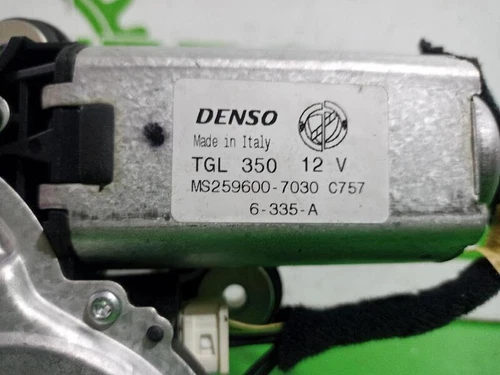 DENSO
Made in Italy
TGL 350 12 V
MS259600-7030 C757
6-335-A